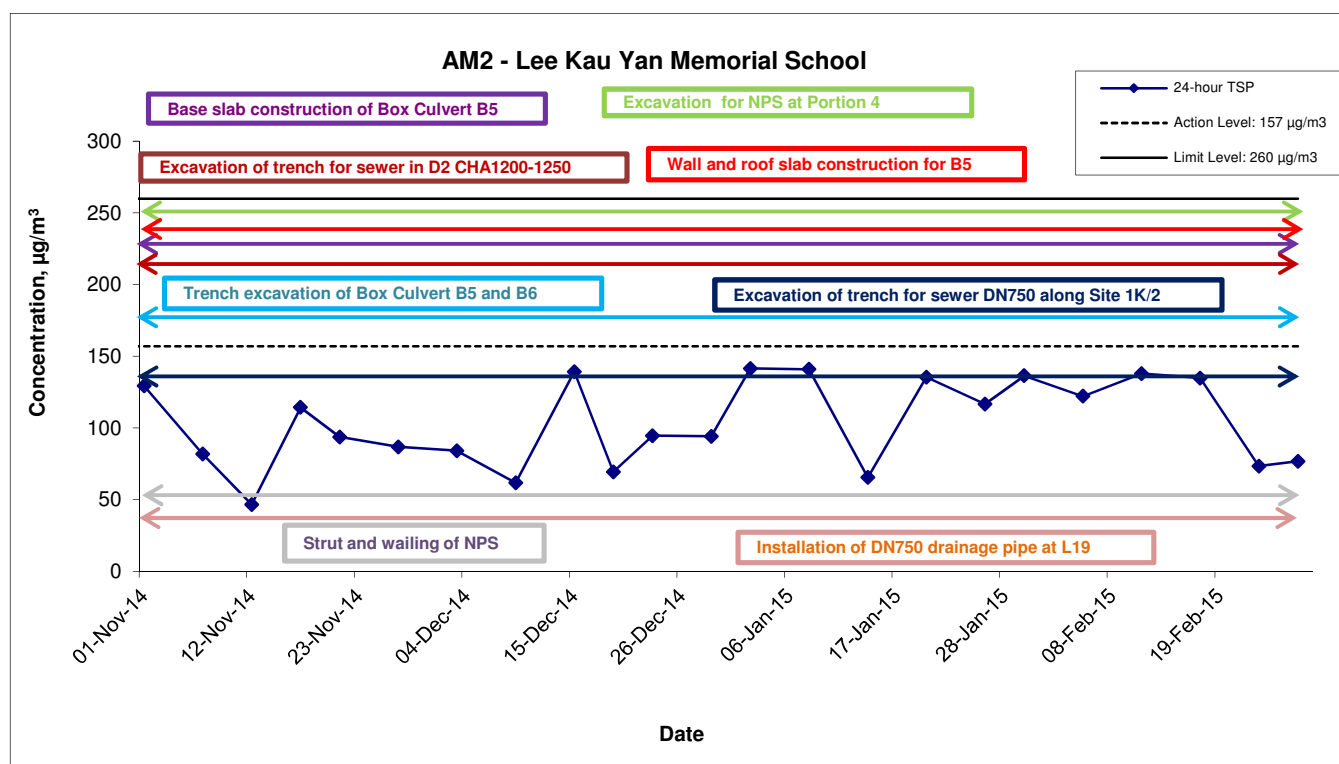 AM2 - Lee Kau Yan Memorial School
24-hour TSP
Action Level: 157 µg/m3
Limit Level: 260 µg/m3
Base slab construction of Box Culvert B5
Excavation for NPS at Portion 4
Excavation of trench for sewer in D2 CHA1200-1250
Wall and roof slab construction for B5
Trench excavation of Box Culvert B5 and B6
Excavation of trench for sewer DN750 along Site 1K/2
Strut and wailing of NPS
Installation of DN750 drainage pipe at L19
Concentration, µg/m³
300
250
200
150
100
50
0
01-Nov-14
12-Nov-14
23-Nov-14
04-Dec-14
15-Dec-14
26-Dec-14
06-Jan-15
17-Jan-15
28-Jan-15
08-Feb-15
19-Feb-15
Date